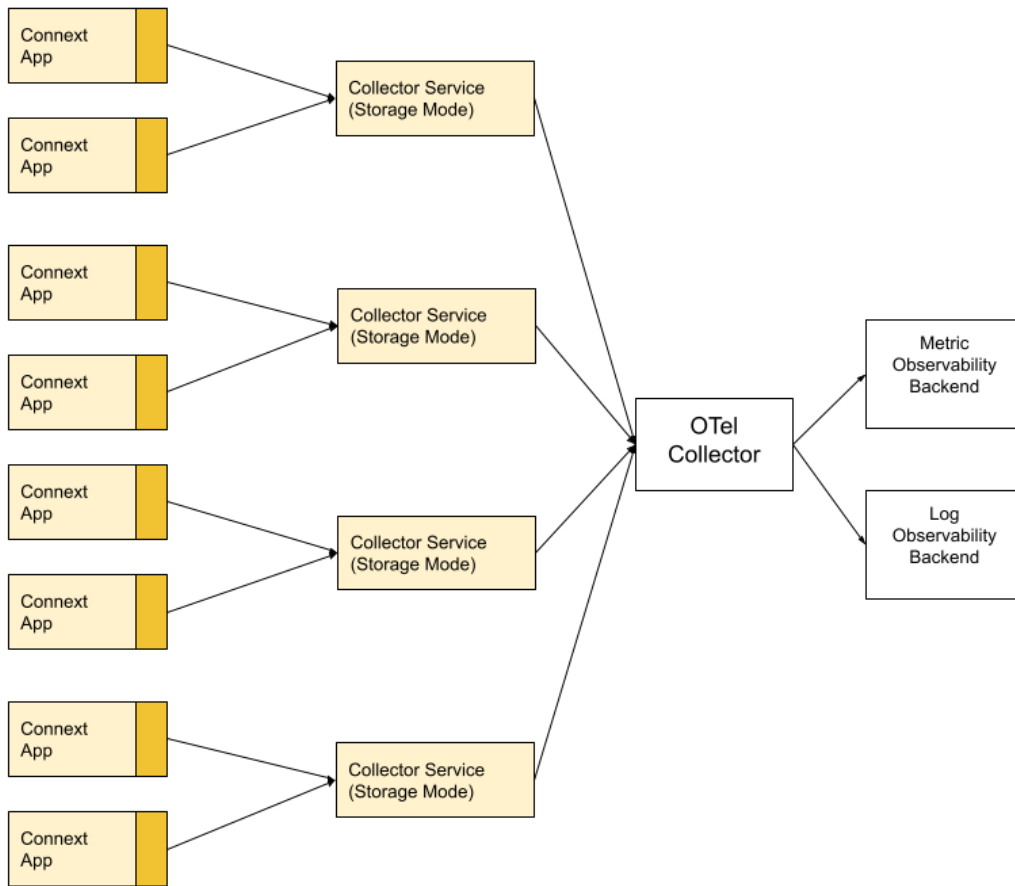 Connext
App
Connext
App
Connext
App
Connext
App
Connext
App
Connext
App
Connext
App
Connext
App
Collector Service
(Storage Mode)
Collector Service
(Storage Mode)
Collector Service
(Storage Mode)
Collector Service
(Storage Mode)
OTel
Collector
Metric
Observability
Backend
Log
Observability
Backend